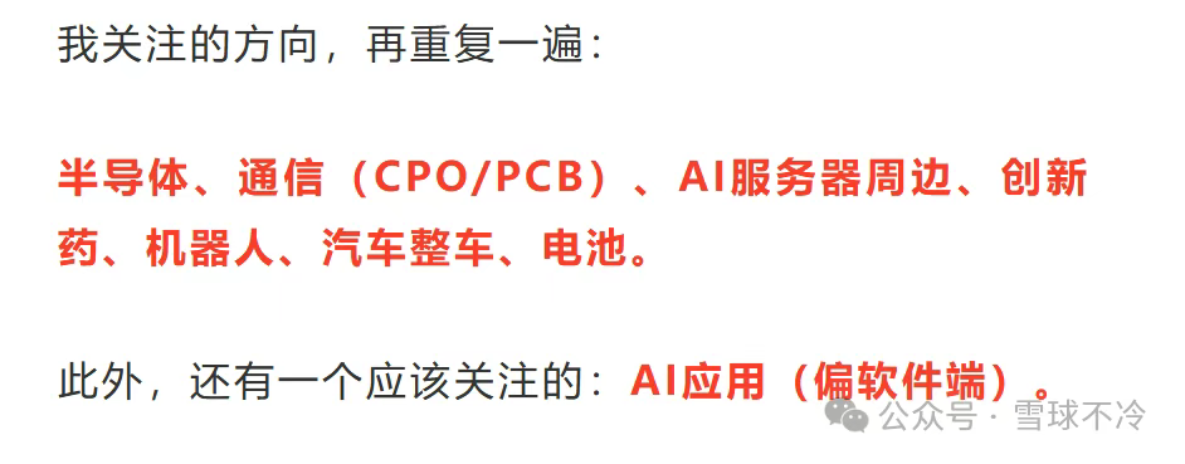 我关注的方向，再重复一遍：
半导体、通信（CPO/PCB）、AI服务器周边、创新
药、机器人、汽车整车、电池。
此外，还有一个应该关注的：AI应用（偏软件端）。
公众号 · 雪球不冷